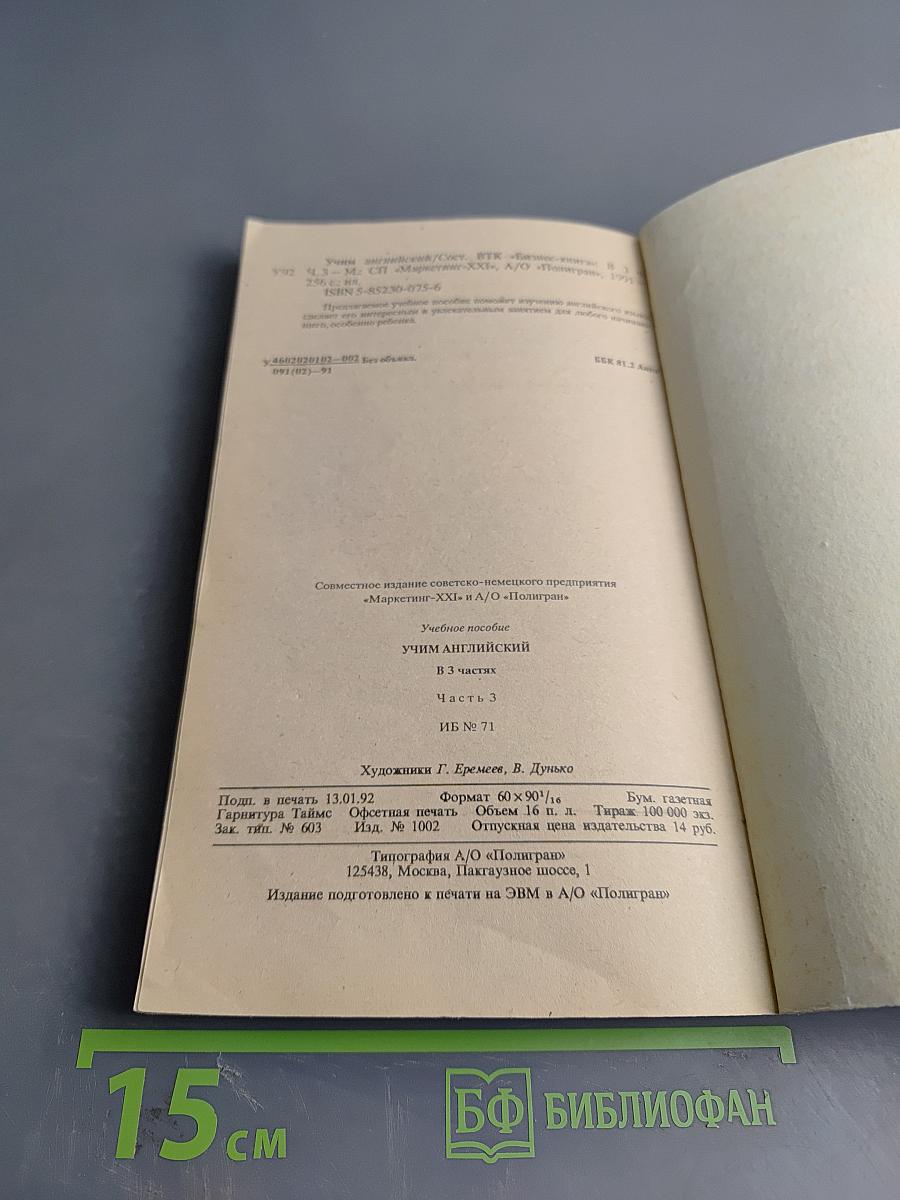 Учим английский/Сост. ВТК «Бизнес-книга: В 3
У92 Ч. 3 — М.: СП «Маркетинг-XXI», А/О «Полигран», 1991
256 с.: ил.
ISBN 5-85230-075-6
Предлагаемое учебное пособие поможет изучению английского
сделает его интересным и увлекательным занятием для любого
особенно ребенка.
У 4602020102—002 Без объявл.
091(02)—91
ББК 81.2
Совместное издание советско-немецкого предприятия
«Маркетинг-XXI» и А/О «Полигран»
Учебное пособие
УЧИМ АНГЛИЙСКИЙ
В 3 частях
Часть 3
ИБ № 71
Художники Г. Еремеев, В. Дунько
Подп. в печать 13.01.92 Формат 60×90¹/₁₆ Бум. газетная
Гарнитура Таймс Офсетная печать Объем 16 п. л. Тираж 100 000 экз.
Зак. тип. № 603 Изд. № 1002 Отпускная цена издательства 14 руб.
Типография А/О «Полигран»
125438, Москва, Пакгаузное шоссе, 1
Издание подготовлено к печати на ЭВМ в А/О «Полигран»
15 см
БФ БИБЛИОФАН